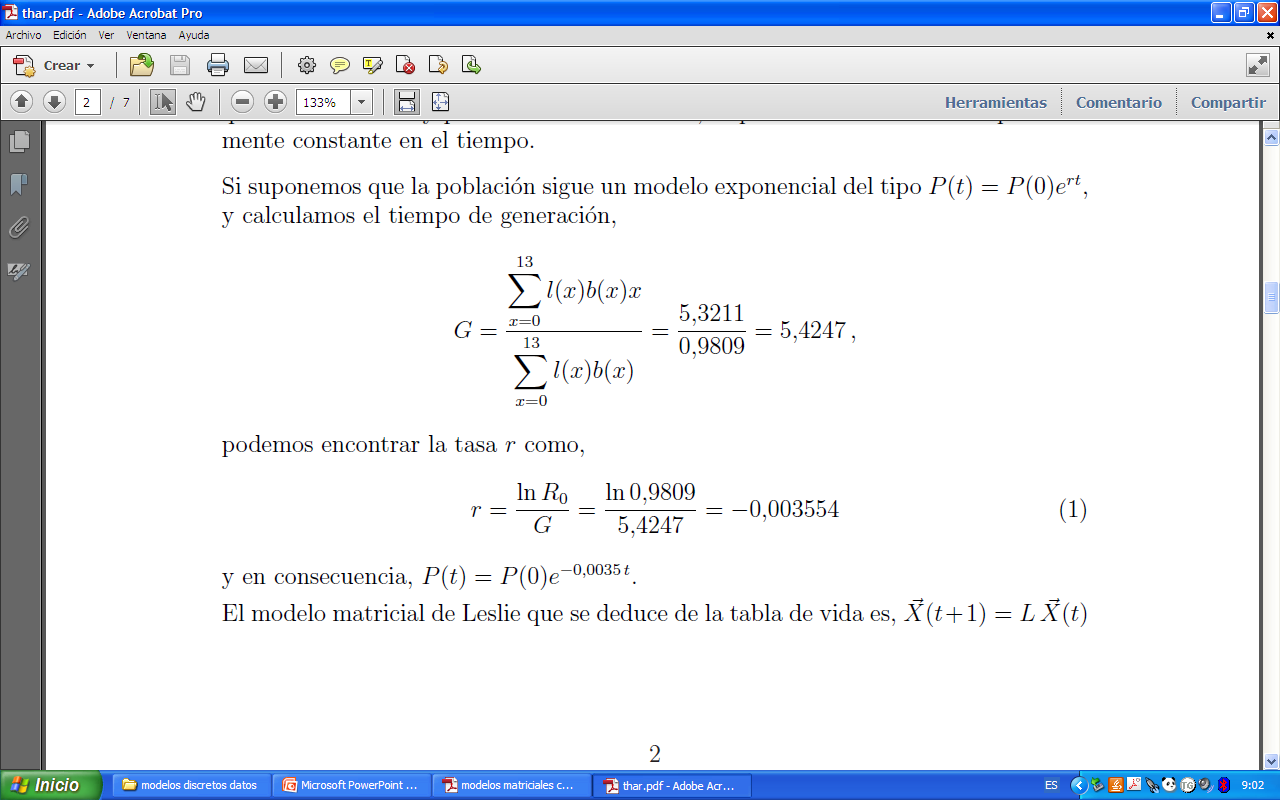 thar.pdf - Adobe Acrobat Pro
Archivo Edición Ver Ventana Ayuda
Crear
2 / 7 133% Herramientas Comentario Compartir
mente constante en el tiempo.
Si suponemos que la población sigue un modelo exponencial del tipo P(t) = P(0)e^{rt},
y calculamos el tiempo de generación,
G = \frac{\sum_{x=0}^{13} l(x)b(x)x}{\sum_{x=0}^{13} l(x)b(x)} = \frac{5,3211}{0,9809} = 5,4247 ,
podemos encontrar la tasa r como,
r = \frac{\ln R_0}{G} = \frac{\ln 0,9809}{5,4247} = −0,003554 (1)
y en consecuencia, P(t) = P(0)e^{−0,0035 t}.
El modelo matricial de Leslie que se deduce de la tabla de vida es, \vec{X}(t+1) = L \vec{X}(t)
2
Inicio modelos discretos datos Microsoft PowerPoint ... modelos matriciales c... thar.pdf - Adobe Acr... ES 9:02